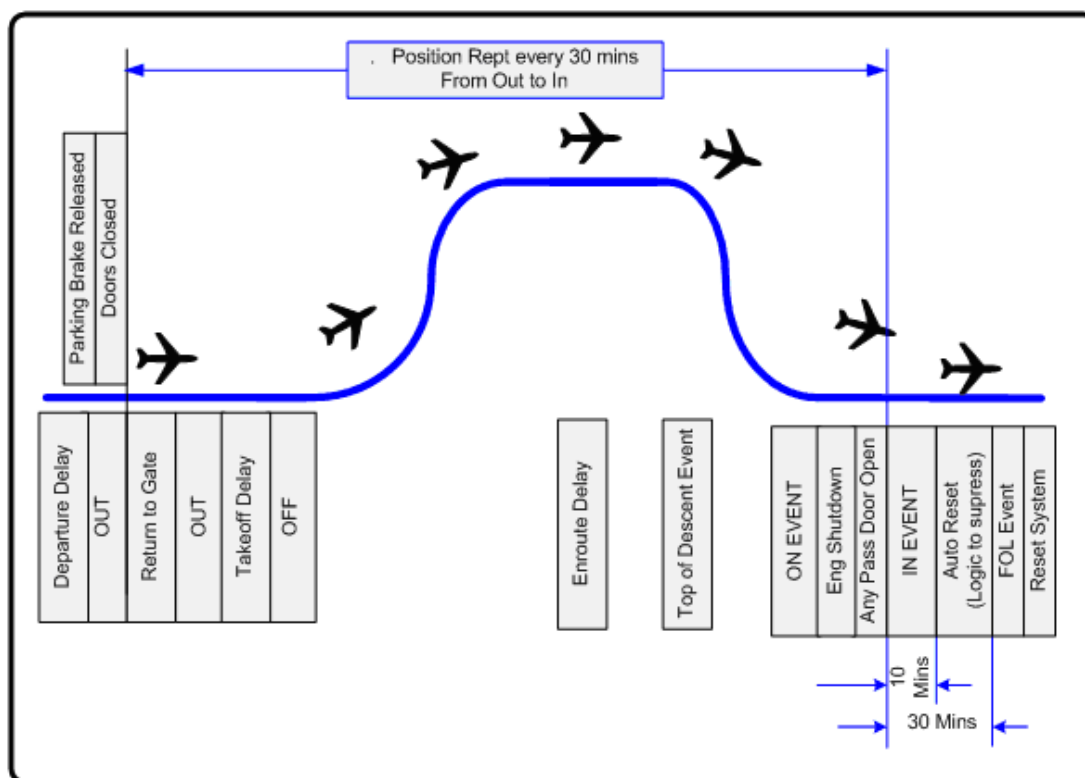 . Position Rept every 30 mins
From Out to In
Parking Brake Released
Doors Closed
Departure Delay
OUT
Return to Gate
OUT
Takeoff Delay
OFF
Enroute Delay
Top of Descent Event
ON EVENT
Eng Shutdown
Any Pass Door Open
IN EVENT
Auto Reset
(Logic to supress)
FOL Event
Reset System
10
Mins
30 Mins